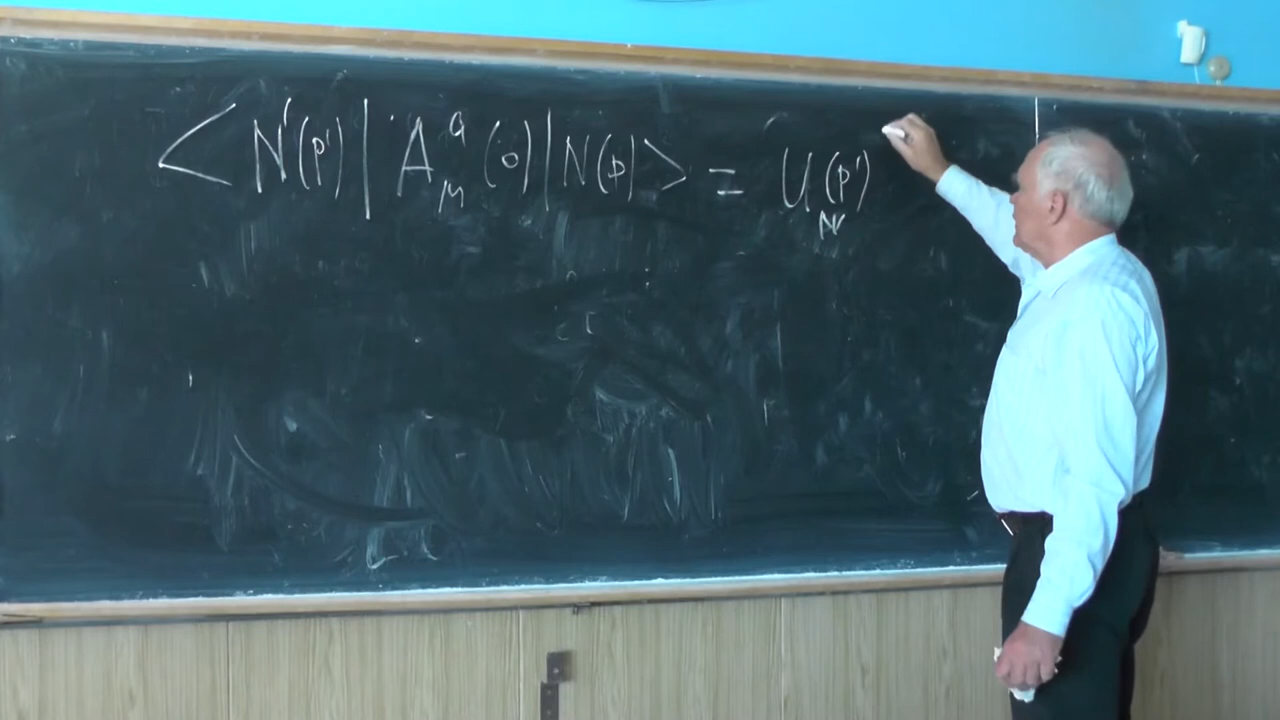 < N'(p') | A^a_μ (0) | N(p) > = U_N'(p')